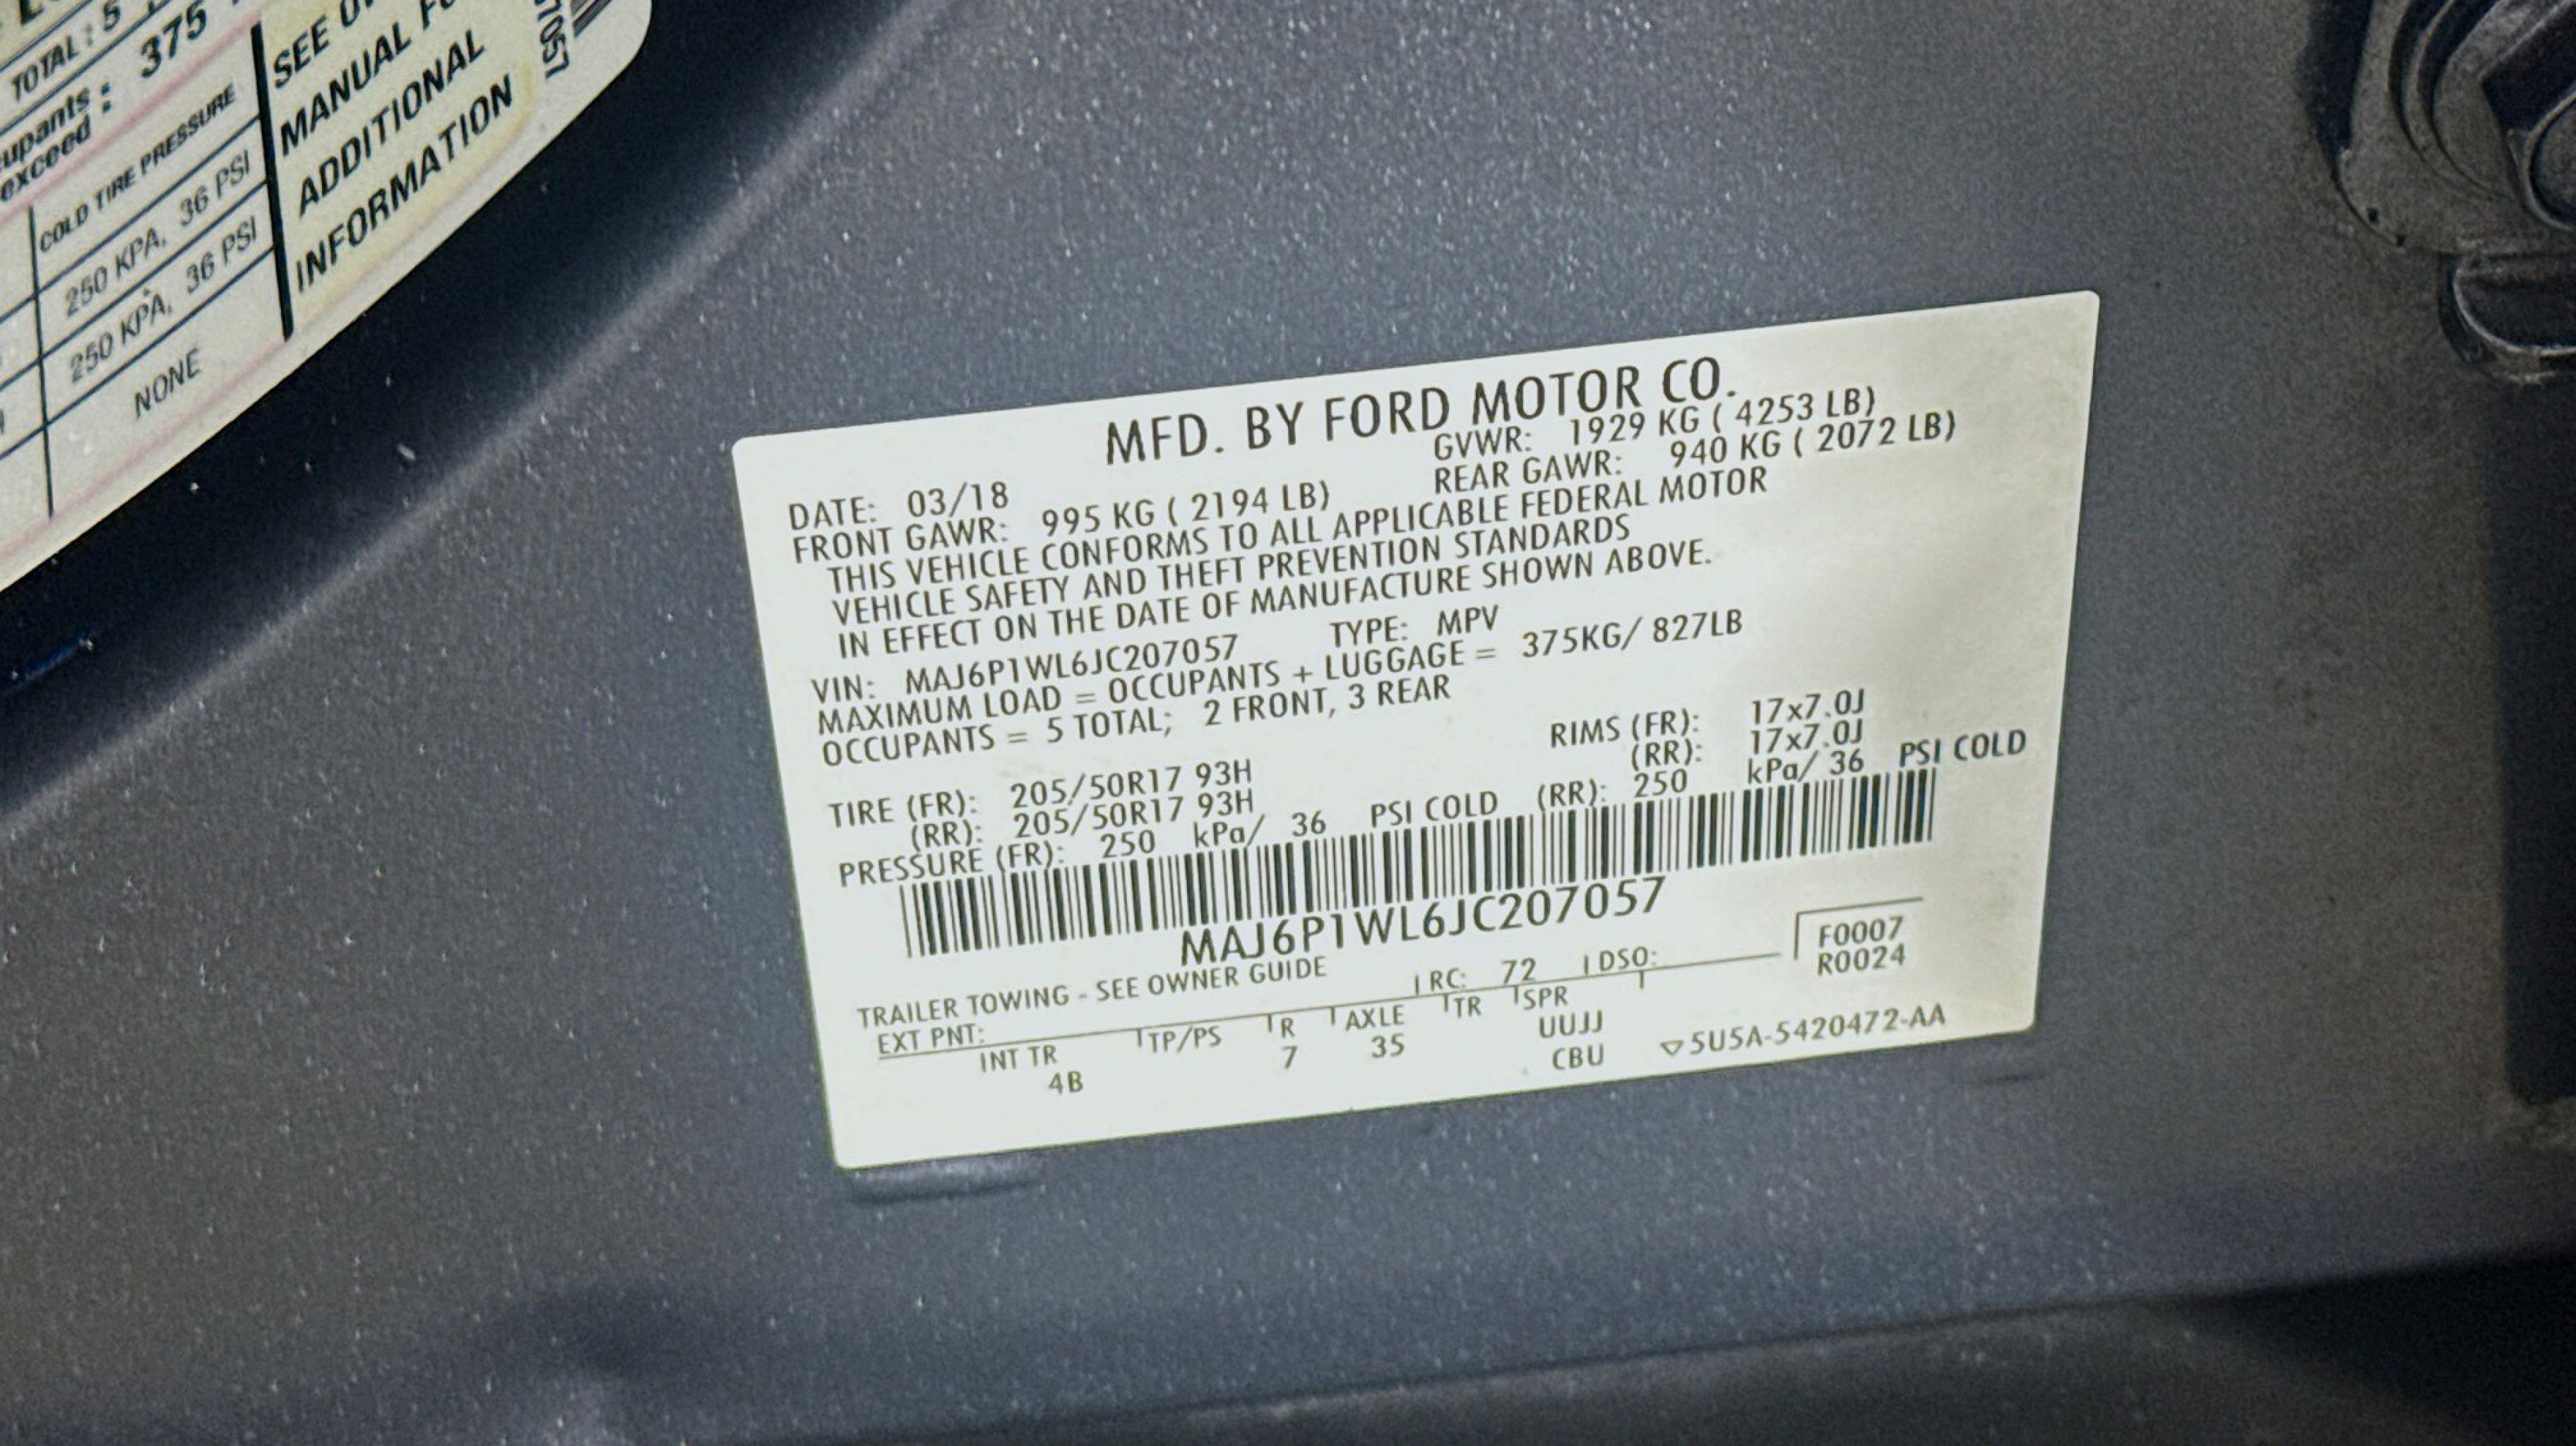 TOTAL: 5
upants: 375
exceed
COLD TIRE PRESSURE
250 KPA, 36 PSI
250 KPA, 36 PSI
NONE
SEE
MANUAL
ADDITIONAL
INFORMATION
7057
MFD. BY FORD MOTOR CO.
DATE: 03/18 GVWR: 1929 KG ( 4253 LB)
FRONT GAWR: 995 KG ( 2194 LB) REAR GAWR: 940 KG ( 2072 LB)
THIS VEHICLE CONFORMS TO ALL APPLICABLE FEDERAL MOTOR
VEHICLE SAFETY AND THEFT PREVENTION STANDARDS
IN EFFECT ON THE DATE OF MANUFACTURE SHOWN ABOVE.
VIN: MAJ6P1WL6JC207057 TYPE: MPV
MAXIMUM LOAD = OCCUPANTS + LUGGAGE = 375KG/ 827LB
OCCUPANTS = 5 TOTAL; 2 FRONT, 3 REAR
TIRE (FR): 205/50R17 93H RIMS (FR): 17x7.0J
(RR): 205/50R17 93H (RR): 17x7.0J
PRESSURE (FR): 250 kPa/ 36 PSI COLD (RR): 250 kPa/ 36 PSI COLD
MAJ6P1WL6JC207057
TRAILER TOWING - SEE OWNER GUIDE
EXT PNT: RC: 72 DSO: F0007
R0024
INT TR TP/PS R AXLE TR SPR
4B 7 35 UUJJ
CBU
▽5U5A-5420472-AA